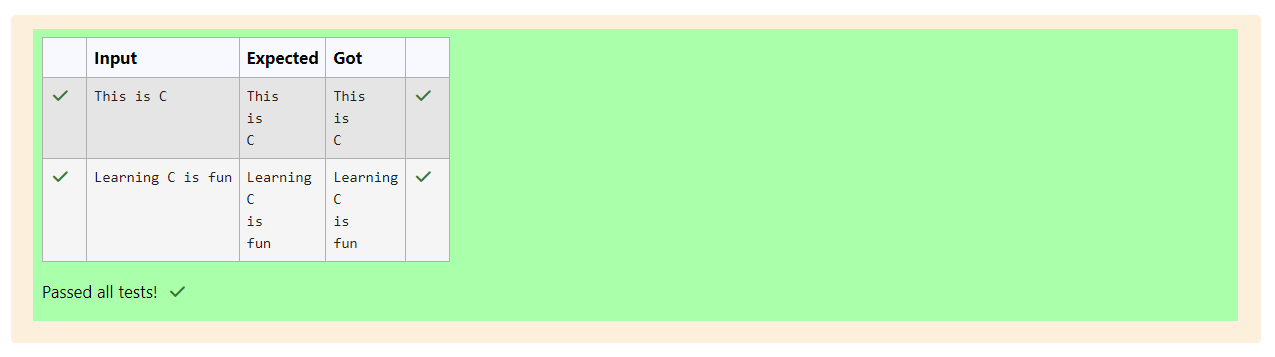 Input Expected Got
This is C This This
is is
C C
Learning C is fun Learning Learning
C C
is is
fun fun
Passed all tests!